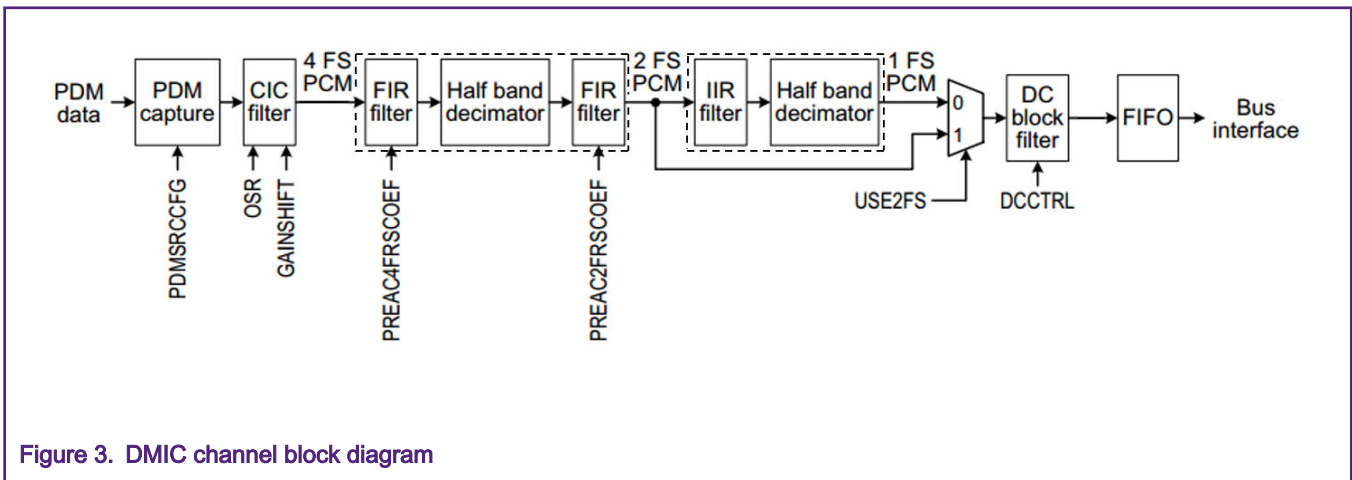 PDM
data
PDM
capture
CIC
filter
4 FS
PCM
FIR
filter
Half band
decimator
FIR
filter
2 FS
PCM
IIR
filter
Half band
decimator
1 FS
PCM
0
1
DC
block
filter
FIFO
Bus
interface
PDMSRCCFG
OSR
GAINSHIFT
PREAC4FRSCOEF
PREAC2FRSCOEF
USE2FS
DCCTRL
Figure 3. DMIC channel block diagram